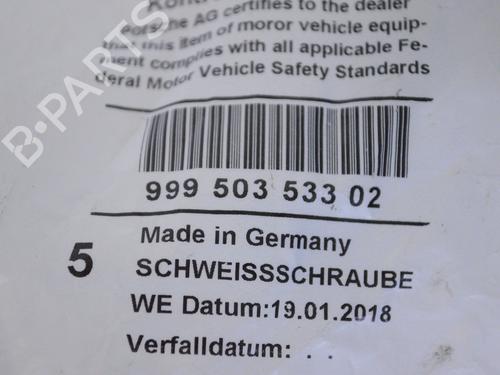 Porsche AG certifies to the dealer
that this item of moror vehicle equip-
ment complies with all applicable Fe-
deral Motor Vehicle Safety Standards
B-PARTS
999 503 533 02
5
Made in Germany
SCHWEISSSCHRAUBE
WE Datum:19.01.2018
Verfalldatum: . .